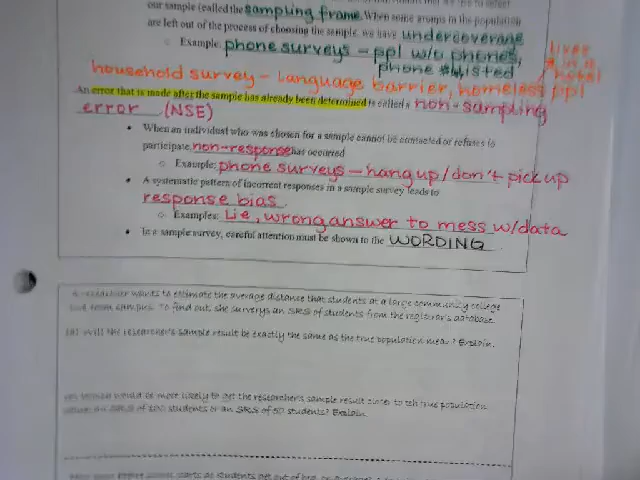 our sample (called the sampling frame. When some groups in the population
are left out of the process of choosing the sample, we have undercoverage
Example: phone surveys - ppl w/o phones,
phone #
household survey - language barrier, homeless ppl
lives in a hotel
An error that is made after the sample has already been determined is called a non-sampling
error (NSE)
• When an individual who was chosen for a sample cannot be contacted or refuses to
participate, non-response has occurred
○ Example: phone surveys - hang up/don't pick up
• A systematic pattern of incorrect responses in a sample survey leads to
response bias
○ Examples: Lie, wrong answer to mess w/data
• In a sample survey, careful attention must be shown to the WORDING
A researcher wants to estimate the average distance that students at a large community college
live from campus. To find out, she surveys an SRS of students from the registrar's database.
(a) Will the researcher's sample result be exactly the same as the true population mean? Explain.
would be more likely to get the researcher's sample result closer to teh true population
an SRS of 100 students or an SRS of 50 students? Explain.